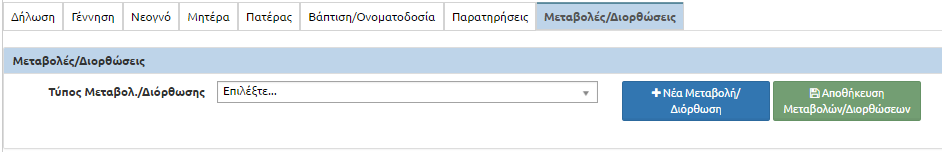 Δήλωση Γέννηση Νεογνό Μητέρα Πατέρας Βάπτιση/Ονοματοδοσία Παρατηρήσεις Μεταβολές/Διορθώσεις
Μεταβολές/Διορθώσεις
Τύπος Μεταβολ./Διόρθωσης Επιλέξτε... Νέα Μεταβολή/
Διόρθωση
Αποθήκευση
Μεταβολών/Διορθώσεων